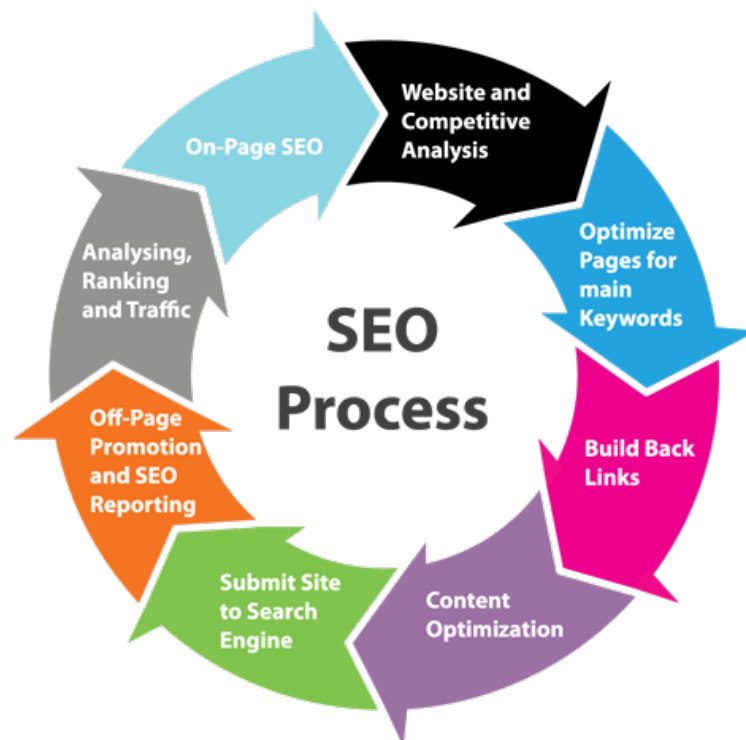 SEO
Process
Website and
Competitive
Analysis
Optimize
Pages for
main
Keywords
Build Back
Links
Content
Optimization
Submit Site
to Search
Engine
Off-Page
Promotion
and SEO
Reporting
Analysing,
Ranking
and Traffic
On-Page SEO